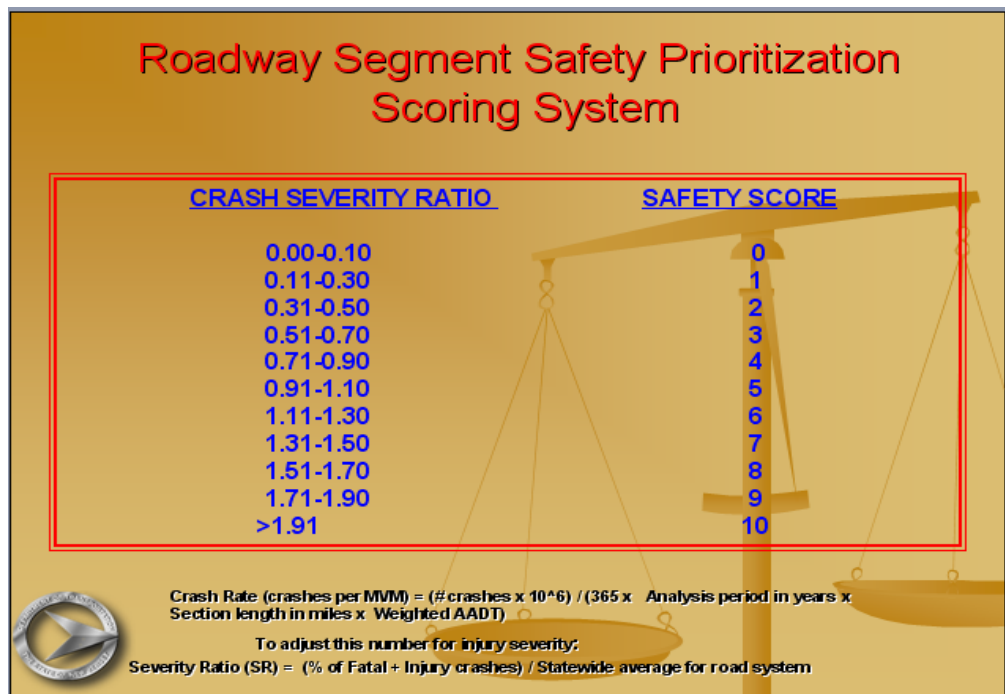 Roadway Segment Safety Prioritization
Scoring System
CRASH SEVERITY RATIO SAFETY SCORE
0.00-0.10 0
0.11-0.30 1
0.31-0.50 2
0.51-0.70 3
0.71-0.90 4
0.91-1.10 5
1.11-1.30 6
1.31-1.50 7
1.51-1.70 8
1.71-1.90 9
>1.91 10
Crash Rate (crashes per MVM) = (# crashes x 10^6) / (365 x Analysis period in years x
Section length in miles x Weighted AADT)
To adjust this number for injury severity:
Severity Ratio (SR) = (% of Fatal + Injury crashes) / Statewide average for road system